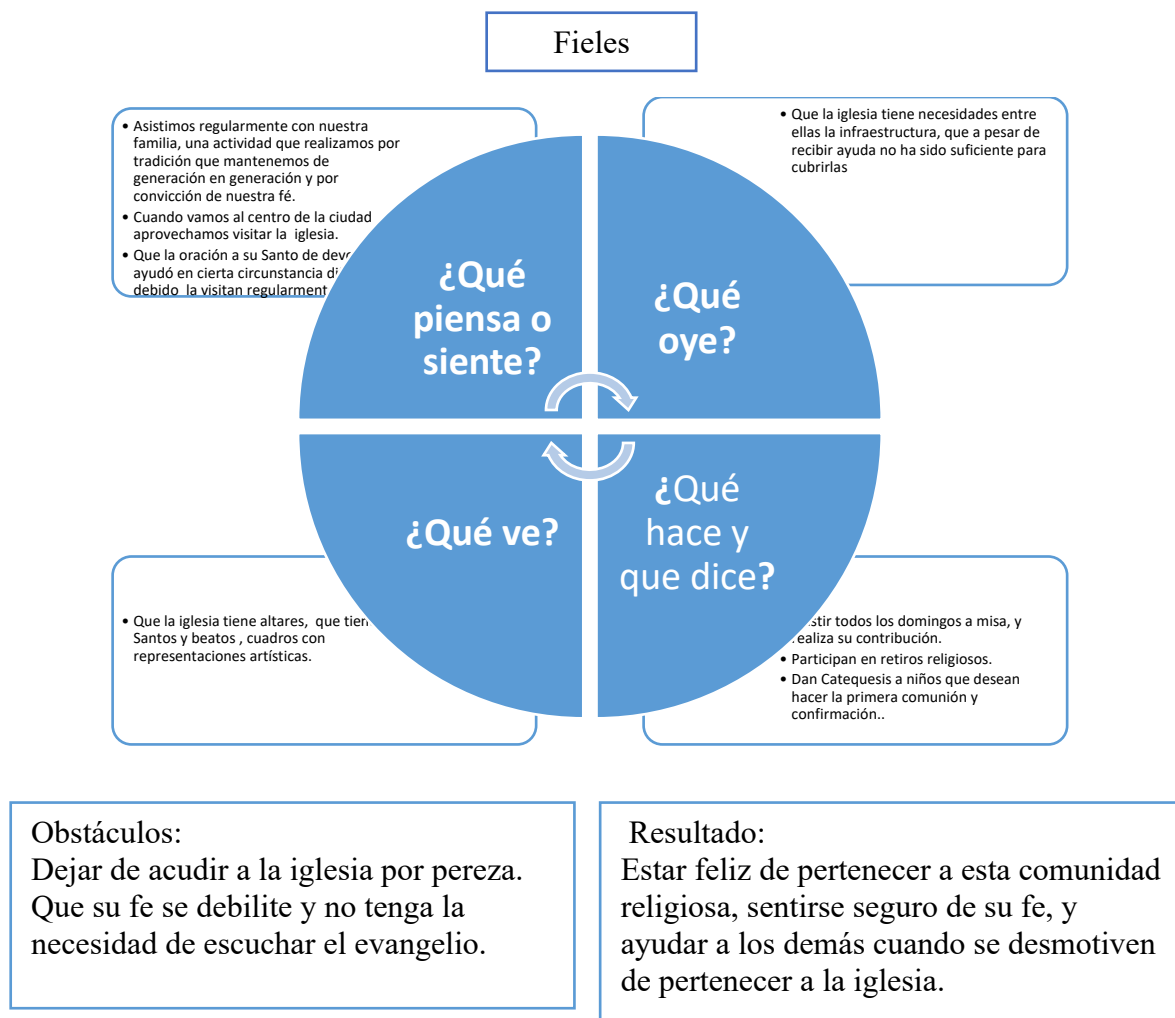 Fieles
• Asistimos regularmente con nuestra
familia, una actividad que realizamos por
tradición que mantenemos de
generación en generación y por
convicción de nuestra fé.
• Cuando vamos al centro de la ciudad
aprovechamos visitar la iglesia.
• Que la oración a su Santo de
ayudó en cierta circunstancia
debido la visitan
• Que la iglesia tiene necesidades entre
ellas la infraestructura, que a pesar de
recibir ayuda no ha sido suficiente para
cubrirlas
¿Qué
piensa o
siente?
¿Qué
oye?
¿Qué ve?
¿Qué
hace y
que dice?
• Que la iglesia tiene altares, que
Santos y beatos , cuadros con
representaciones artísticas.
todos los domingos a misa, y
realiza su contribución.
• Participan en retiros religiosos.
• Dan Catequesis a niños que desean
hacer la primera comunión y
confirmación..
Obstáculos:
Dejar de acudir a la iglesia por pereza.
Que su fe se debilite y no tenga la
necesidad de escuchar el evangelio.
Resultado:
Estar feliz de pertenecer a esta comunidad
religiosa, sentirse seguro de su fe, y
ayudar a los demás cuando se desmotiven
de pertenecer a la iglesia.